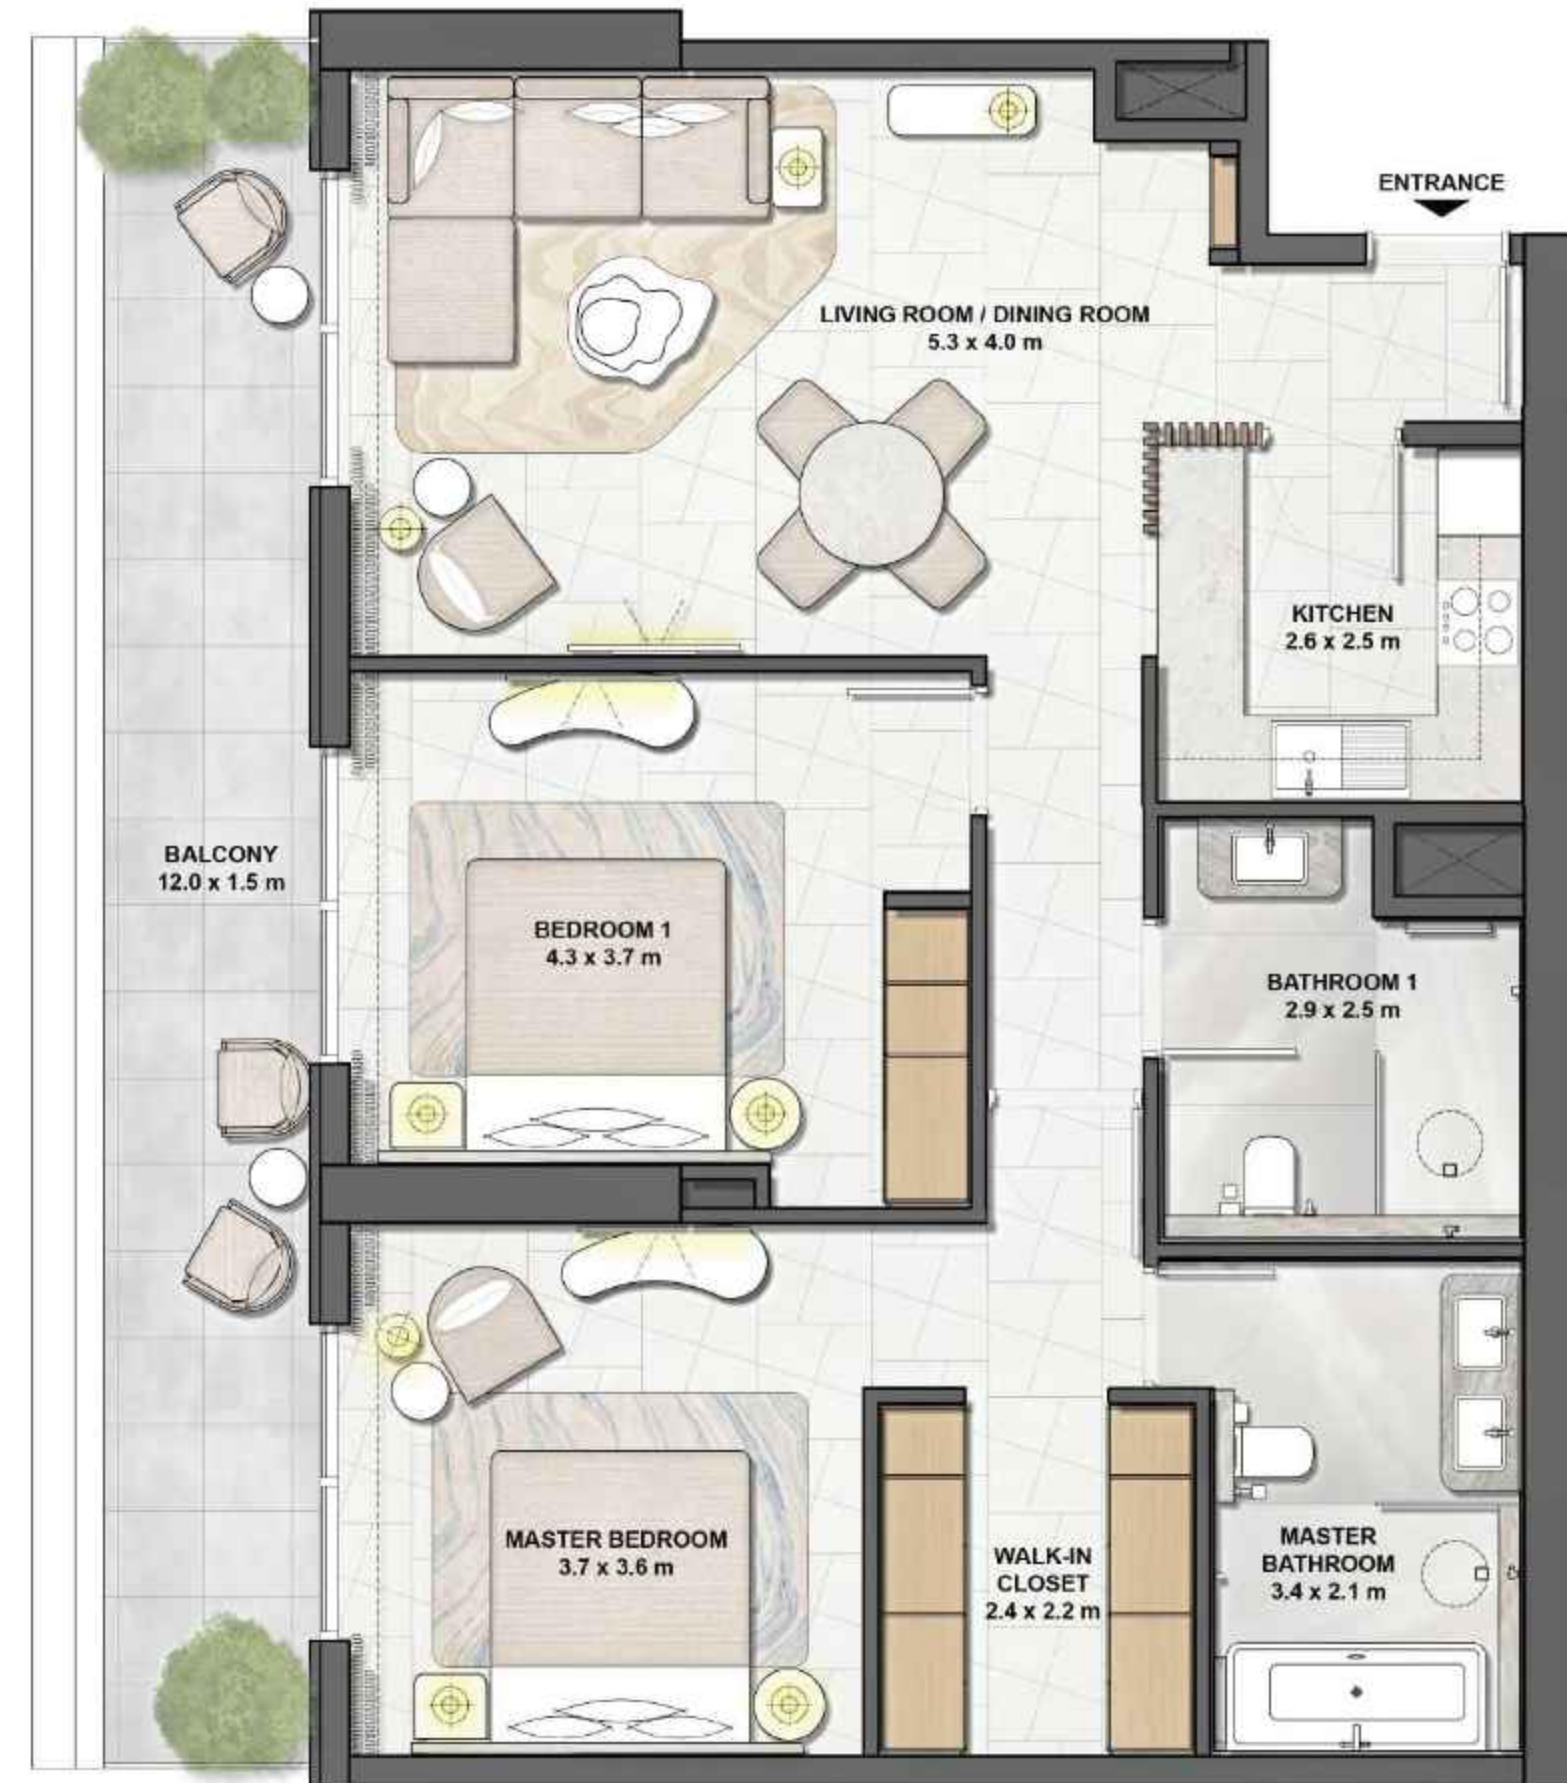 ENTRANCE
LIVING ROOM / DINING ROOM
5.3 x 4.0 m
KITCHEN
2.6 x 2.5 m
BALCONY
12.0 x 1.5 m
BEDROOM 1
4.3 x 3.7 m
BATHROOM 1
2.9 x 2.5 m
MASTER BEDROOM
3.7 x 3.6 m
WALK-IN
CLOSET
2.4 x 2.2 m
MASTER
BATHROOM
3.4 x 2.1 m